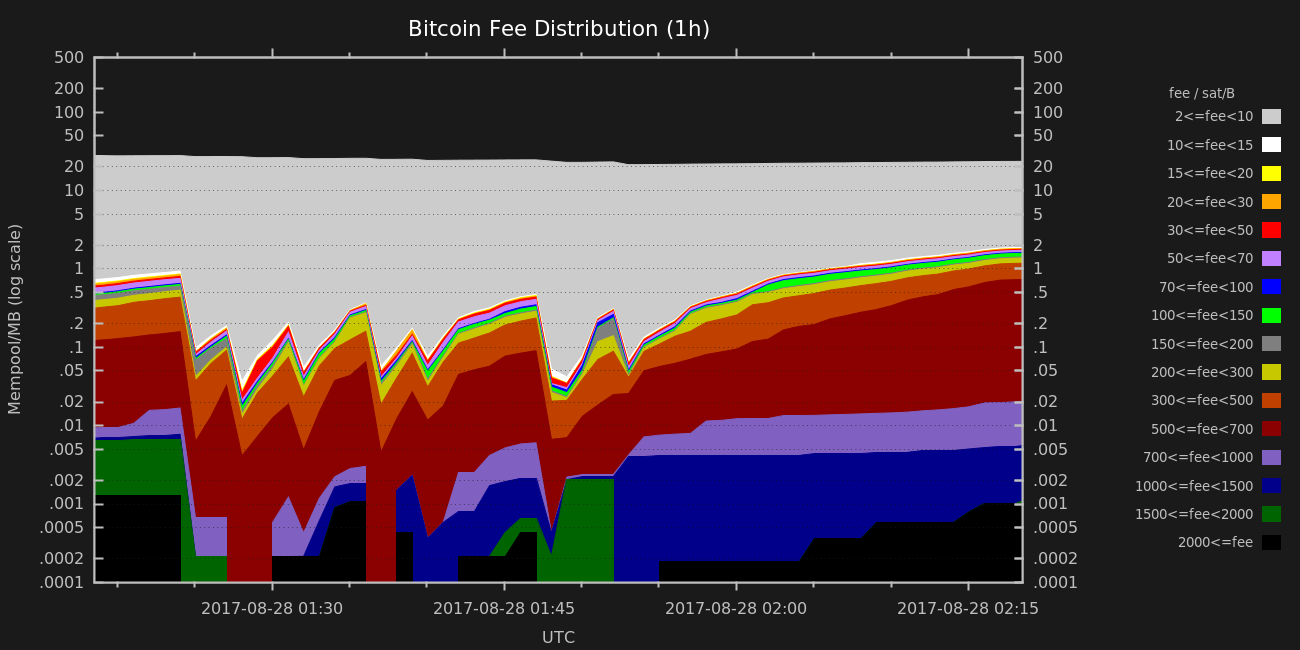 Bitcoin Fee Distribution (1h)
Mempool/MB (log scale)
500
200
100
50
20
10
5
2
1
.5
.2
.1
.05
.02
.01
.005
.002
.001
.0005
.0002
.0001
500
200
100
50
20
10
5
2
1
.5
.2
.1
.05
.02
.01
.005
.002
.001
.0005
.0002
.0001
2017-08-28 01:30 2017-08-28 01:45 2017-08-28 02:00 2017-08-28 02:15
UTC
fee / sat/B
2<=fee<10
10<=fee<15
15<=fee<20
20<=fee<30
30<=fee<50
50<=fee<70
70<=fee<100
100<=fee<150
150<=fee<200
200<=fee<300
300<=fee<500
500<=fee<700
700<=fee<1000
1000<=fee<1500
1500<=fee<2000
2000<=fee